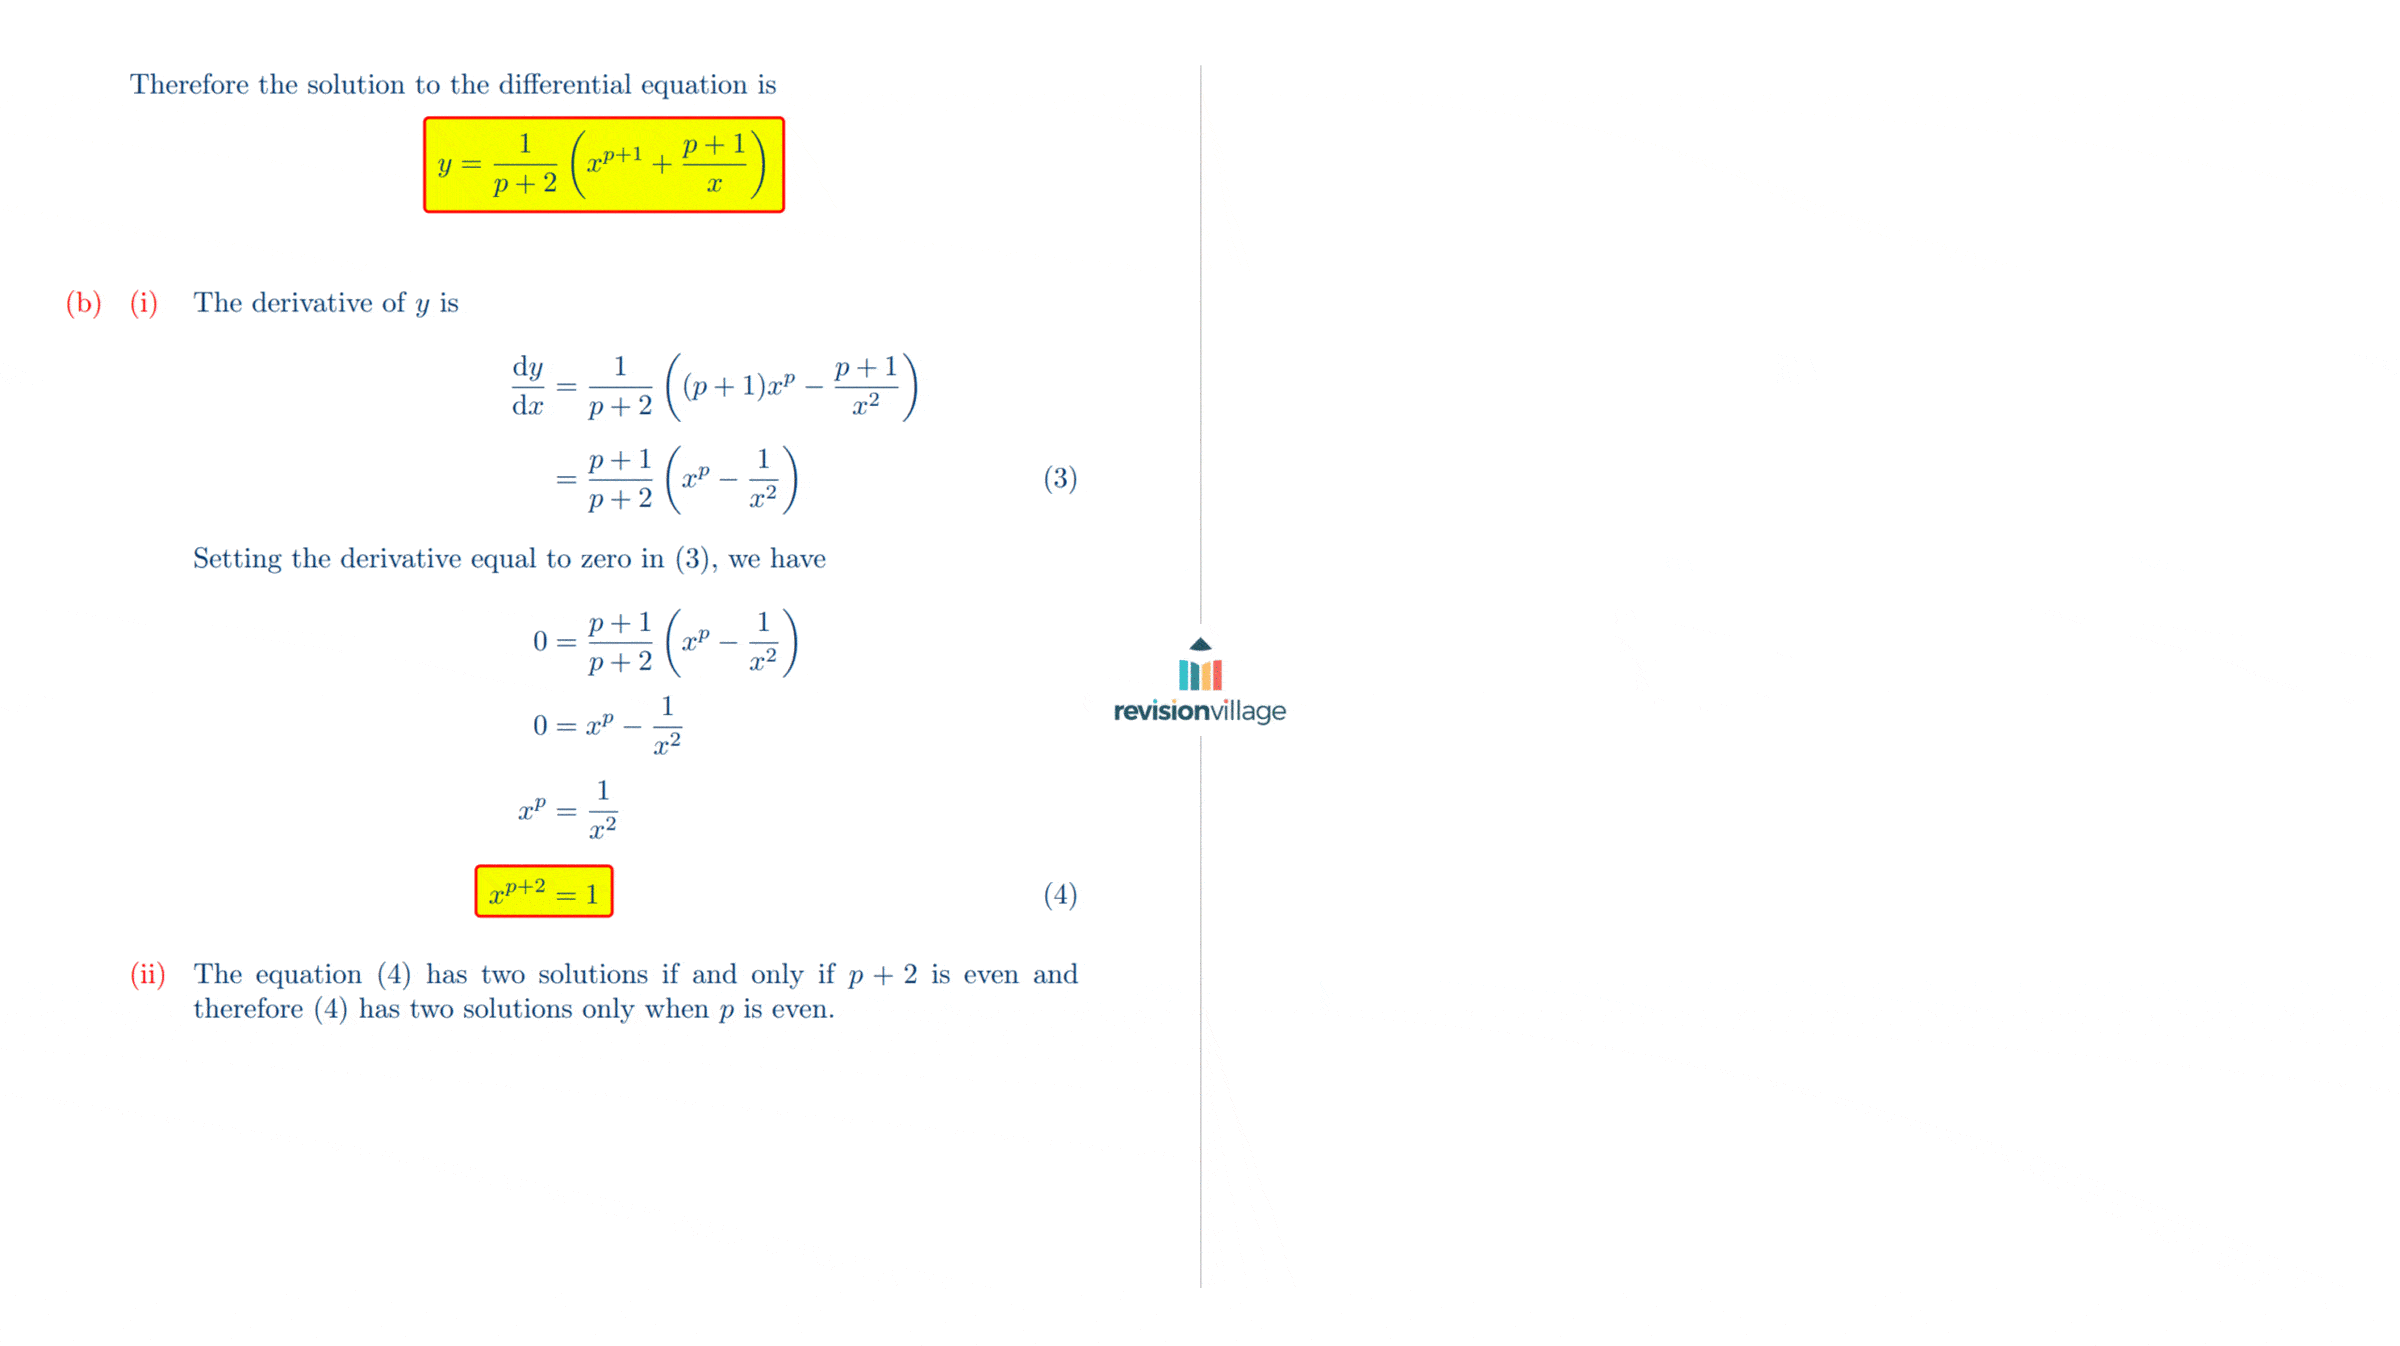 Therefore the solution to the differential equation is
y = \frac{1}{p+2} \left( x^{p+1} + \frac{p+1}{x} \right)
(b) (i) The derivative of y is
\frac{dy}{dx} = \frac{1}{p+2} \left( (p+1)x^p - \frac{p+1}{x^2} \right)
= \frac{p+1}{p+2} \left( x^p - \frac{1}{x^2} \right) (3)
Setting the derivative equal to zero in (3), we have
0 = \frac{p+1}{p+2} \left( x^p - \frac{1}{x^2} \right)
0 = x^p - \frac{1}{x^2}
x^p = \frac{1}{x^2}
x^{p+2} = 1 (4)
(ii) The equation (4) has two solutions if and only if p + 2 is even and
therefore (4) has two solutions only when p is even.
revisionvillage